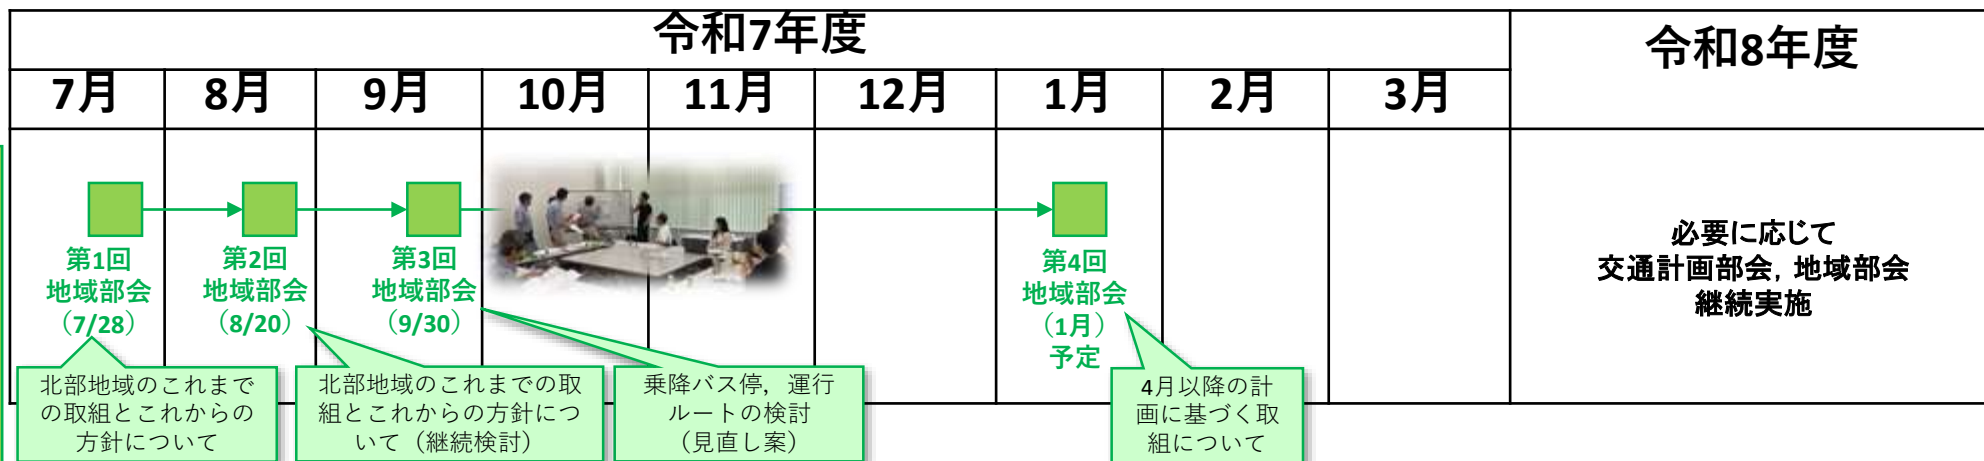 令和7年度
令和8年度
7月
8月
9月
10月
11月
12月
1月
2月
3月
第1回
地域部会
（7/28）
第2回
地域部会
（8/20）
第3回
地域部会
（9/30）
第4回
地域部会
（1月）
予定
必要に応じて
交通計画部会，地域部会
継続実施
北部地域のこれまで
の取組とこれからの
方針について
北部地域のこれまでの取
組とこれからの方針につ
いて（継続検討）
乗降バス停，運行
ルートの検討
（見直し案）
4月以降の計
画に基づく取
組について